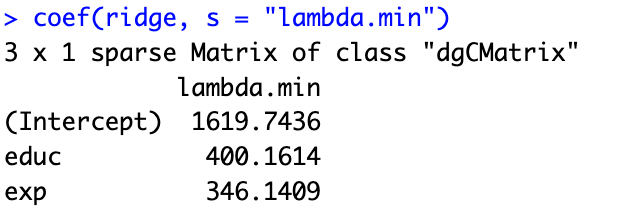 > coef(ridge, s = "lambda.min")
3 x 1 sparse Matrix of class "dgCMatrix"
lambda.min
(Intercept) 1619.7436
educ 400.1614
exp 346.1409